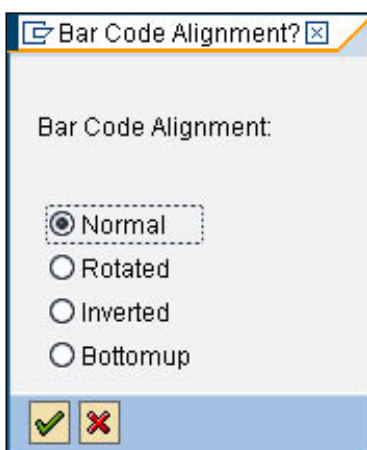 Bar Code Alignment?
Bar Code Alignment:
Normal
Rotated
Inverted
Bottomup